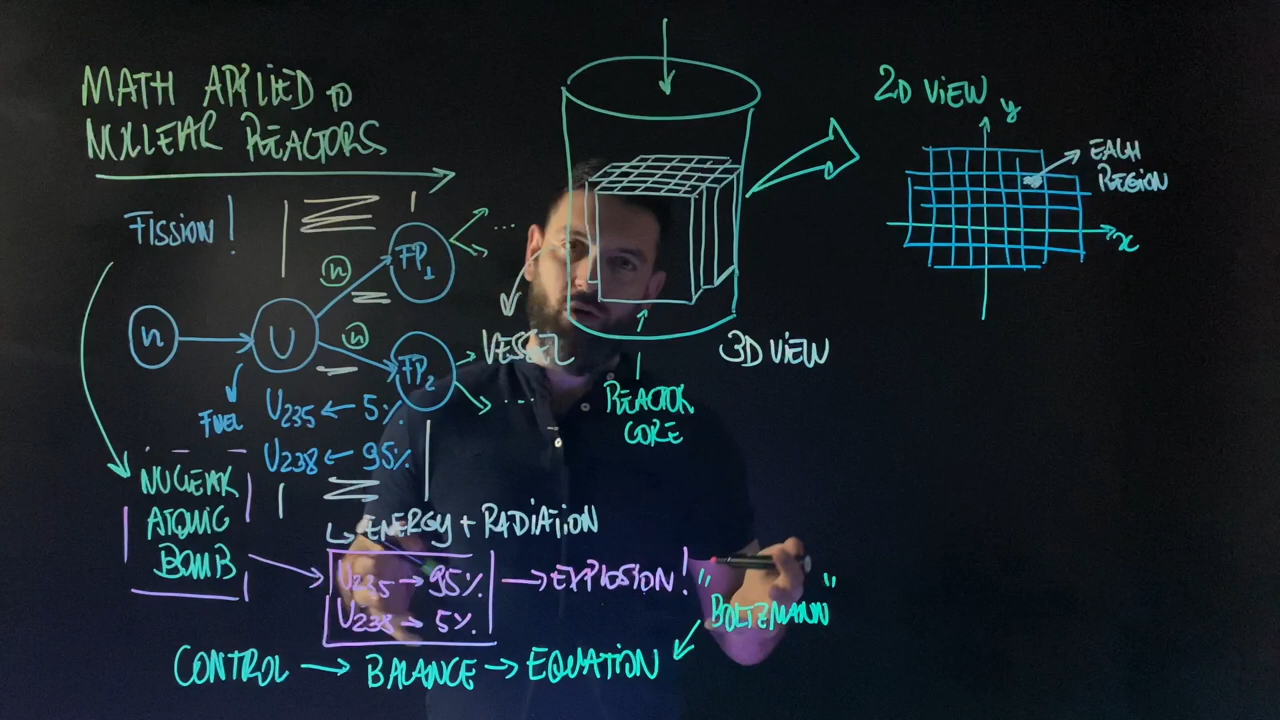 MATH APPLIED TO
NUCLEAR REACTORS
FISSION!
n
U
n
n
FP1
...
FP2
...
FUEL
U235 ← 5%
U238 ← 95%
NUCLEAR
ATOMIC
BOMB
ENERGY + RADIATION
U235 → 95%
U238 → 5%
→ EXPLOSION!
CONTROL → BALANCE → EQUATION
"BOLTZMANN"
VESSEL
REACTOR
CORE
3D VIEW
2D VIEW
y
x
EACH
REGION